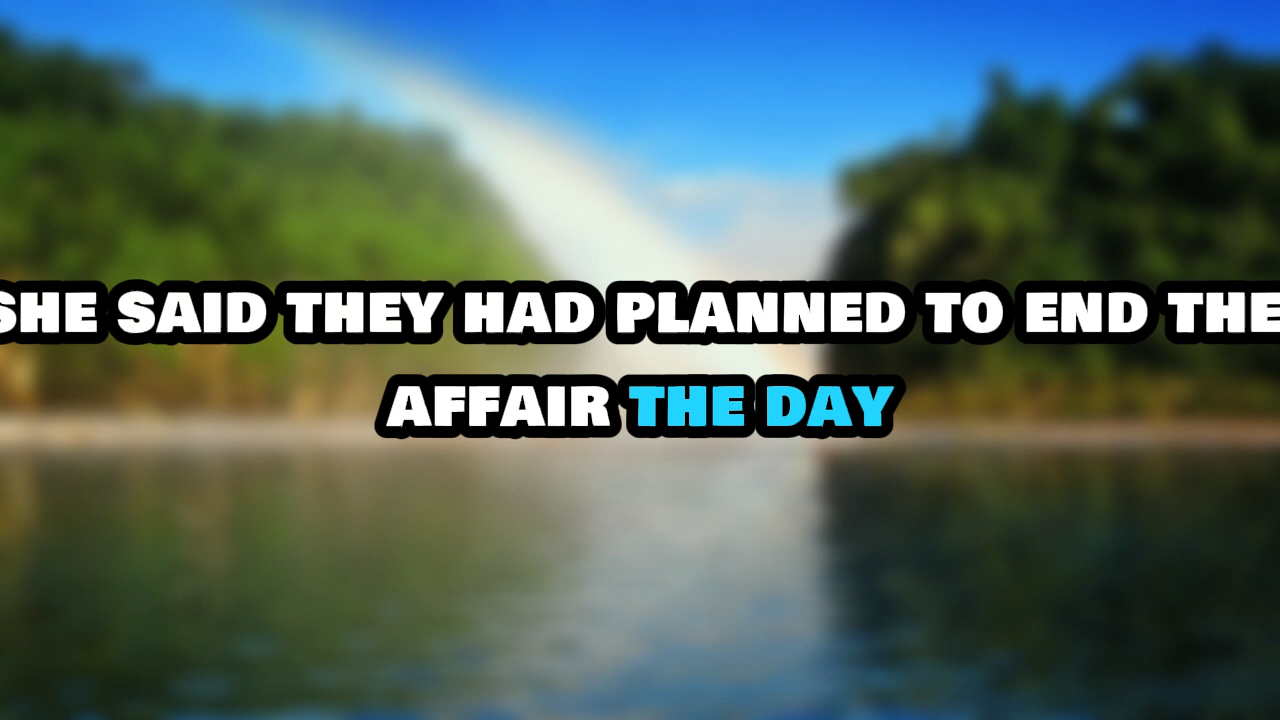 SHE SAID THEY HAD PLANNED TO END THE
AFFAIR THE DAY